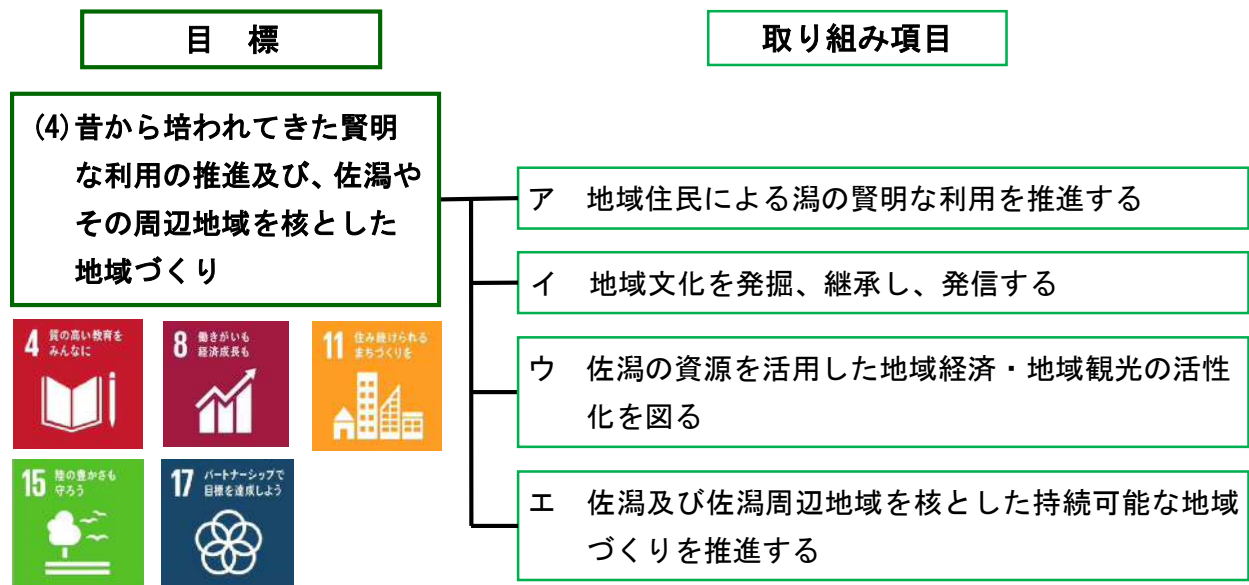 目 標
取り組み項目
(4)昔から培われてきた賢明
な利用の推進及び、佐潟や
その周辺地域を核とした
地域づくり
ア 地域住民による潟の賢明な利用を推進する
イ 地域文化を発掘、継承し、発信する
ウ 佐潟の資源を活用した地域経済・地域観光の活性
化を図る
エ 佐潟及び佐潟周辺地域を核とした持続可能な地域
づくりを推進する
4 質の高い教育を
みんなに
8 働きがいも
経済成長も
11 住み続けられる
まちづくりを
15 陸の豊かさも
守ろう
17 パートナーシップで
目標を達成しよう